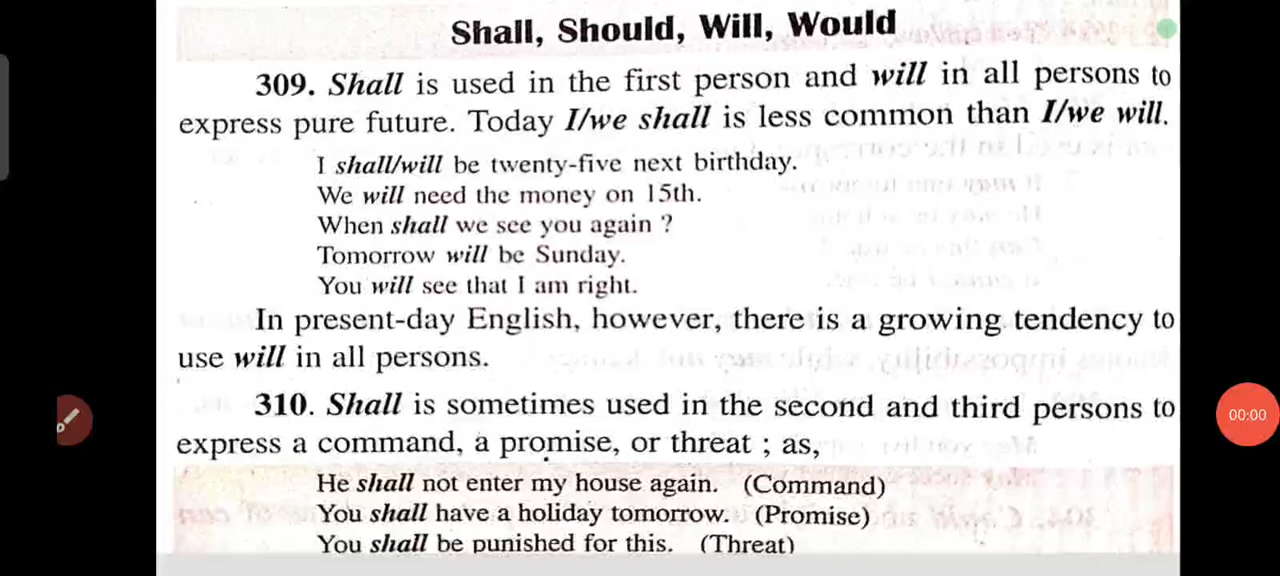 Shall, Should, Will, Would
309. Shall is used in the first person and will in all persons to
express pure future. Today I/we shall is less common than I/we will.
I shall/will be twenty-five next birthday.
We will need the money on 15th.
When shall we see you again ?
Tomorrow will be Sunday.
You will see that I am right.
In present-day English, however, there is a growing tendency to
use will in all persons.
310. Shall is sometimes used in the second and third persons to
express a command, a promise, or threat ; as,
He shall not enter my house again. (Command)
You shall have a holiday tomorrow. (Promise)
You shall be punished for this. (Threat)
00:00